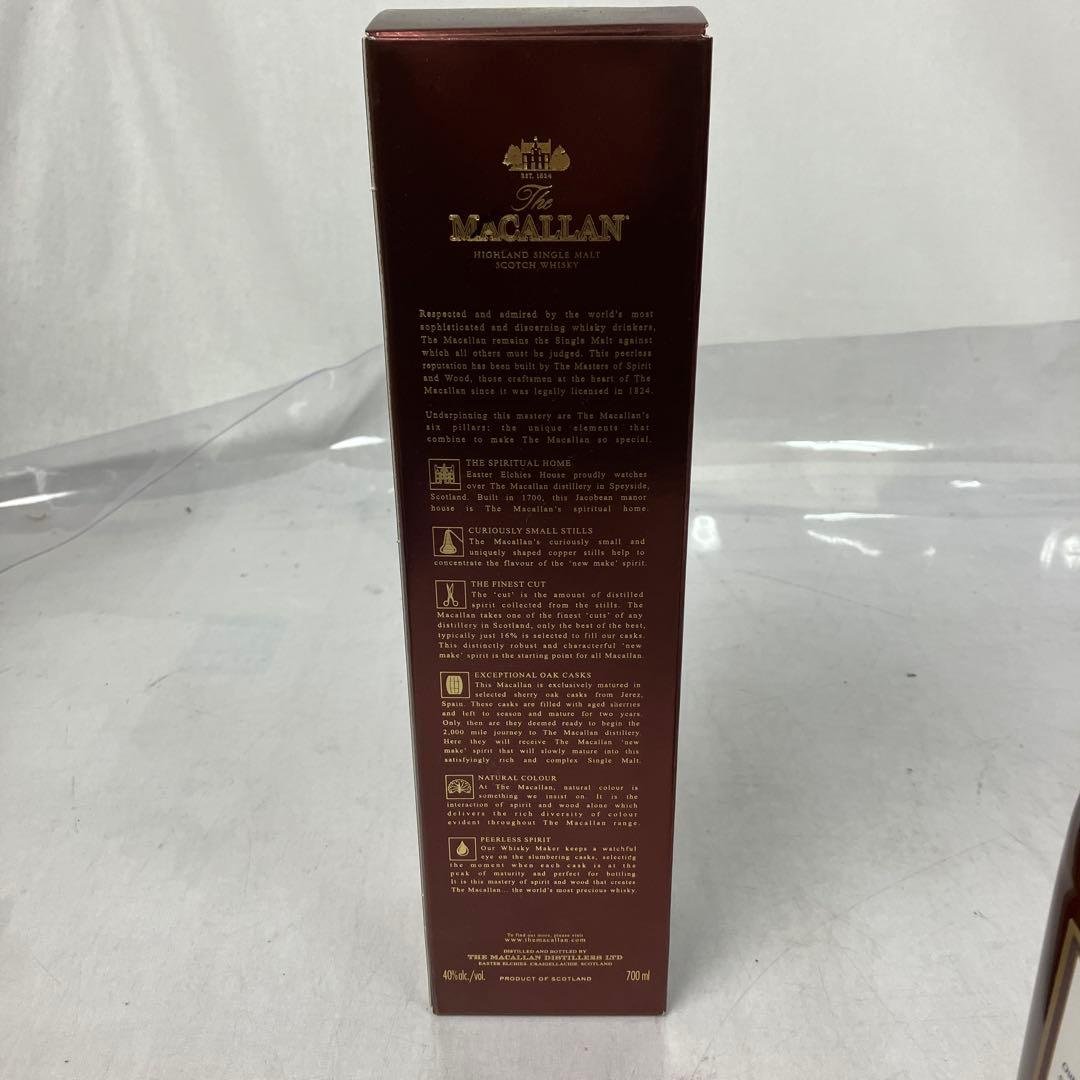 EST. 1824
The
MACALLAN
HIGHLAND SINGLE MALT
SCOTCH WHISKY
Respected and admired by the world's most
sophisticated and discerning whisky drinkers,
The Macallan remains the Single Malt against
which all others must be judged. This peerless
reputation has been built by The Masters of Spirit
and Wood, those craftsmen at the heart of The
Macallan since it was legally licensed in 1824.
Underpinning this mastery are The Macallan's
six pillars: the unique elements that
combine to make The Macallan so special.
THE SPIRITUAL HOME
Easter Elchies House proudly watches
over The Macallan distillery in Speyside,
Scotland. Built in 1700, this Jacobean manor
house is The Macallan's spiritual home.
CURIOUSLY SMALL STILLS
The Macallan's curiously small and
uniquely shaped copper stills help to
concentrate the flavour of the 'new make' spirit.
THE FINEST CUT
The 'cut' is the amount of distilled
spirit collected from the stills. The
Macallan takes one of the finest 'cuts' of any
distillery in Scotland, only the best of the best,
typically just 16% is selected to fill our casks.
This distinctly robust and characterful 'new
make' spirit is the starting point for all Macallan.
EXCEPTIONAL OAK CASKS
This Macallan is exclusively matured in
selected sherry oak casks from Jerez,
Spain. These casks are filled with aged sherries
and left to season and mature for two years.
Only then are they deemed ready to begin the
2,000 mile journey to The Macallan distillery.
Here they will receive The Macallan 'new
make' spirit that will slowly mature into this
satisfyingly rich and complex Single Malt.
NATURAL COLOUR
At The Macallan, natural colour is
something we insist on. It is the
interaction of spirit and wood alone which
delivers the rich diversity of colour
evident throughout The Macallan range.
PEERLESS SPIRIT
Our Whisky Maker keeps a watchful
eye on the slumbering casks, selecting
the moment when each cask is at the
peak of maturity and perfect for bottling
It is this mastery of spirit and wood that creates
The Macallan... the world's most precious whisky.
To find out more, please visit
www.themacallan.com
DISTILLED AND BOTTLED BY
THE MACALLAN DISTILLERS LTD
EASTER ELCHIES CRAIGELLACHIE SCOTLAND
40%alc./vol. PRODUCT OF SCOTLAND 700 ml